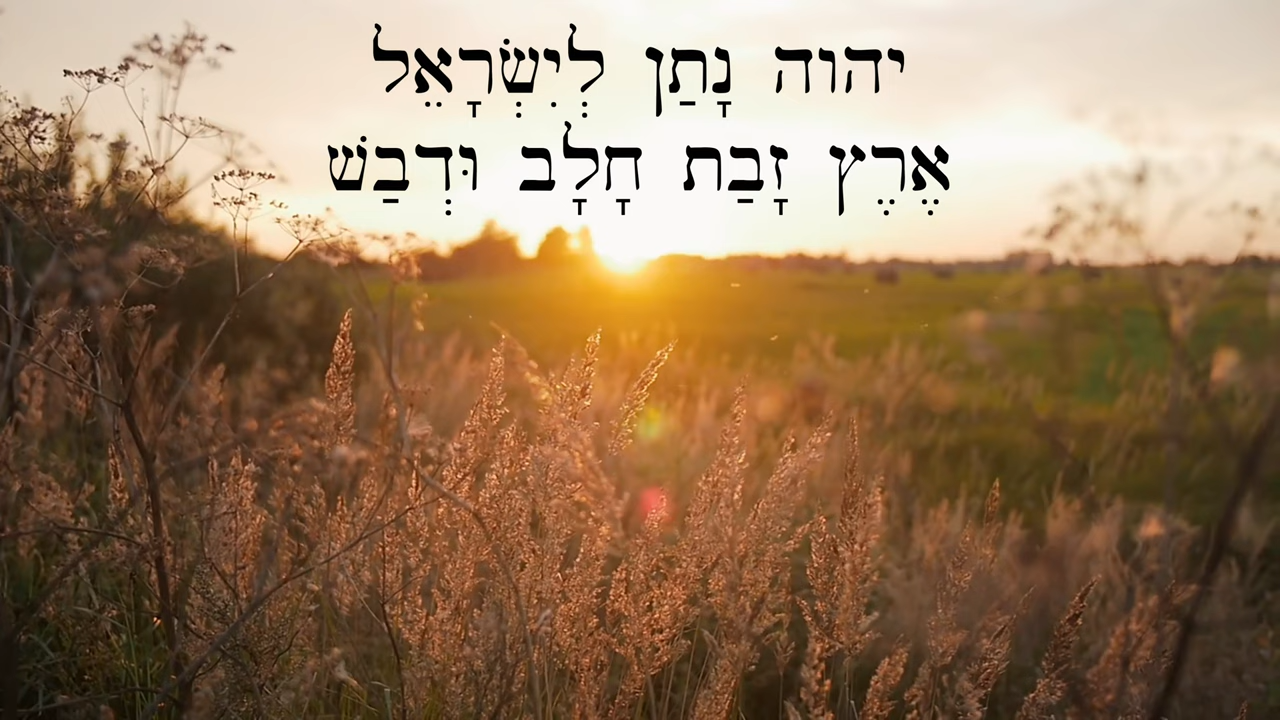 יהוה נָתַן לְיִשְׂרָאֵל
אֶרֶץ זָבַת חָלָב וּדְבַשׁ